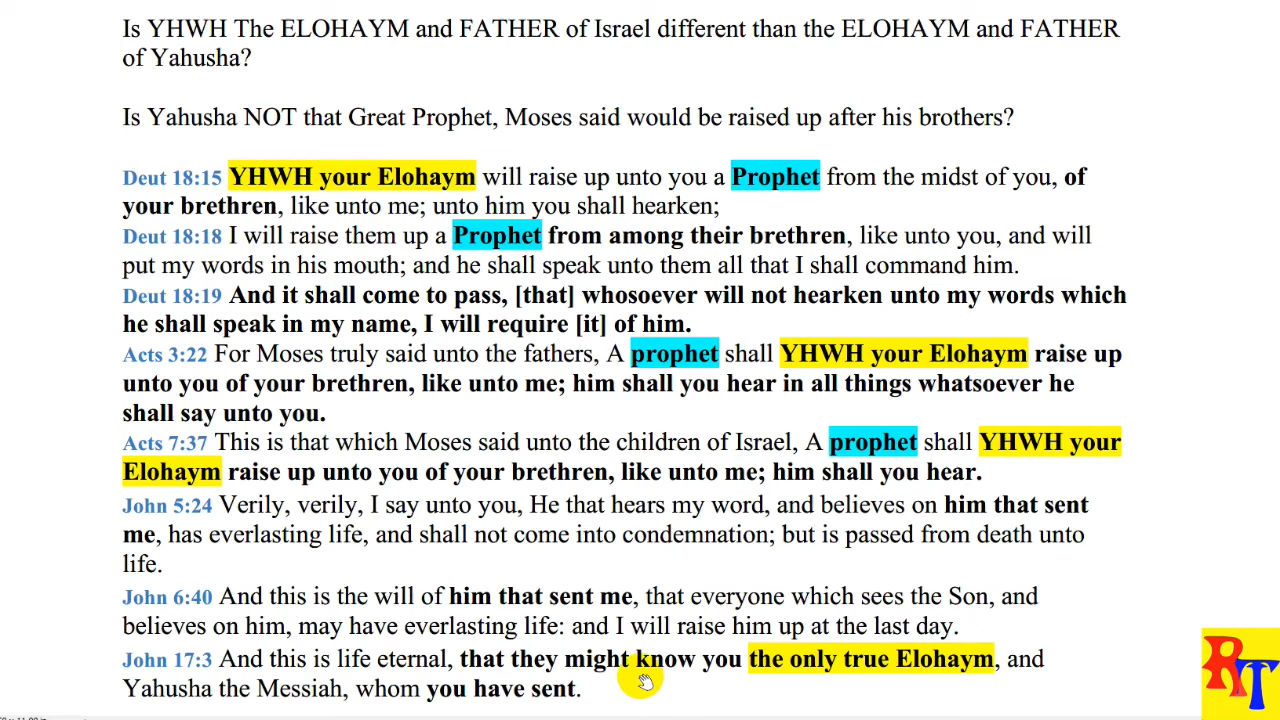 Is YHWH The ELOHAYM and FATHER of Israel different than the ELOHAYM and FATHER
of Yahusha?
Is Yahusha NOT that Great Prophet, Moses said would be raised up after his brothers?
Deut 18:15 YHWH your Elohaym will raise up unto you a Prophet from the midst of you, of
your brethren, like unto me; unto him you shall hearken;
Deut 18:18 I will raise them up a Prophet from among their brethren, like unto you, and will
put my words in his mouth; and he shall speak unto them all that I shall command him.
Deut 18:19 And it shall come to pass, [that] whosoever will not hearken unto my words which
he shall speak in my name, I will require [it] of him.
Acts 3:22 For Moses truly said unto the fathers, A prophet shall YHWH your Elohaym raise up
unto you of your brethren, like unto me; him shall you hear in all things whatsoever he
shall say unto you.
Acts 7:37 This is that which Moses said unto the children of Israel, A prophet shall YHWH your
Elohaym raise up unto you of your brethren, like unto me; him shall you hear.
John 5:24 Verily, verily, I say unto you, He that hears my word, and believes on him that sent
me, has everlasting life, and shall not come into condemnation; but is passed from death unto
life.
John 6:40 And this is the will of him that sent me, that everyone which sees the Son, and
believes on him, may have everlasting life: and I will raise him up at the last day.
John 17:3 And this is life eternal, that they might know you the only true Elohaym, and
Yahusha the Messiah, whom you have sent.
RT